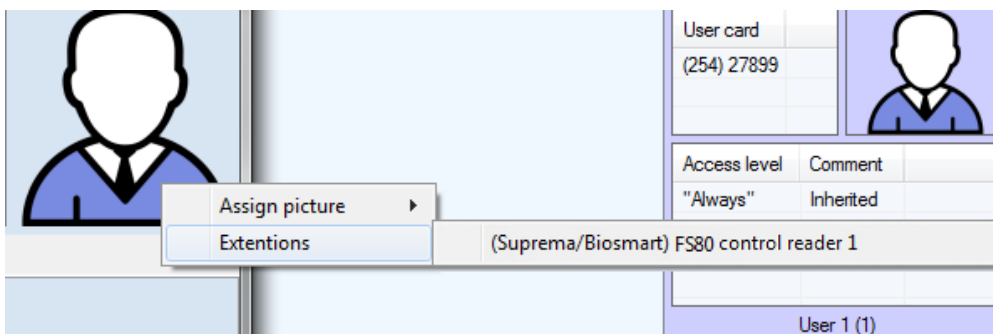 User card
(254) 27899
Access level Comment
"Always" Inherited
Assign picture
Extentions
(Suprema/Biosmart) FS80 control reader 1
User 1 (1)